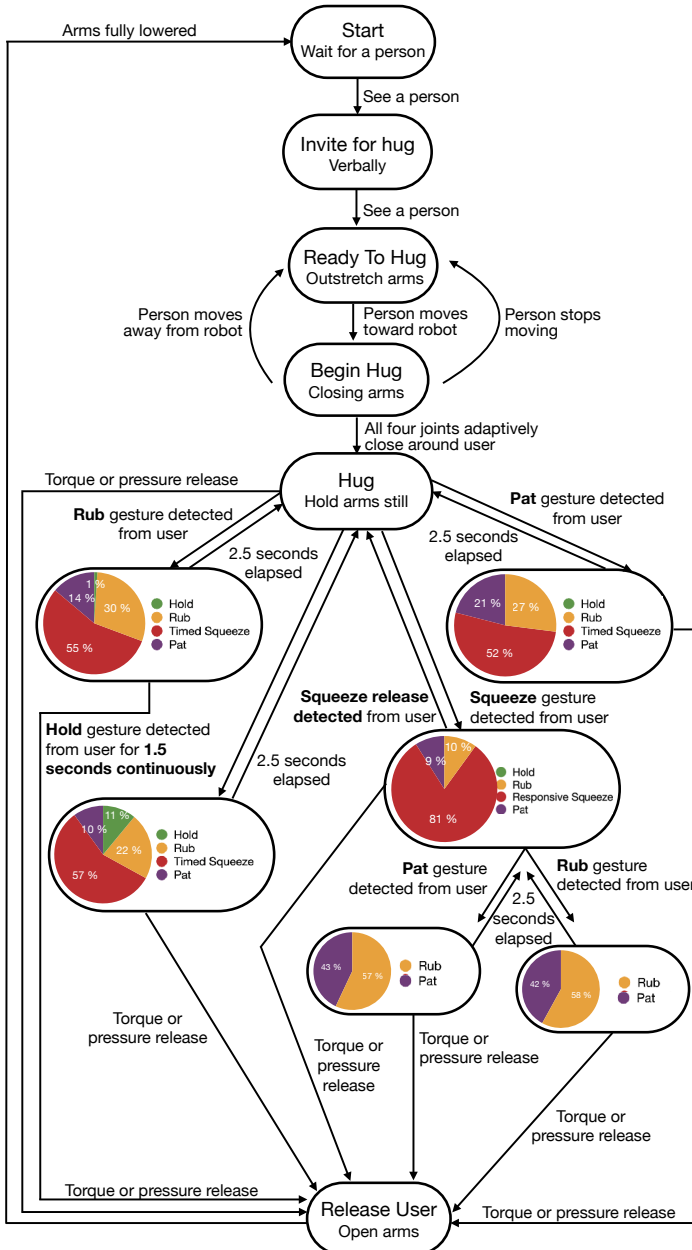 Arms fully lowered
Start
Wait for a person
See a person
Invite for hug
Verbally
See a person
Ready To Hug
Outstretch arms
Person moves
away from robot
Person moves
toward robot
Person stops
moving
Begin Hug
Closing arms
All four joints adaptively
close around user
Torque or pressure release
Hug
Hold arms still
Rub gesture detected
from user
2.5 seconds
elapsed
Pat gesture detected
from user
2.5 seconds
elapsed
1 %
14 %
30 %
55 %
Hold
Rub
Timed Squeeze
Pat
21 %
27 %
52 %
Hold
Rub
Timed Squeeze
Pat
Hold gesture detected
from user for 1.5
seconds continuously
2.5 seconds
elapsed
Squeeze release
detected from user
Squeeze gesture
detected from user
10 %
9 %
81 %
Hold
Rub
Responsive Squeeze
Pat
11 %
10 %
22 %
57 %
Hold
Rub
Timed Squeeze
Pat
Pat gesture
detected from user
Rub gesture
detected from user
2.5
seconds
elapsed
43 %
57 %
Rub
Pat
42 %
58 %
Rub
Pat
Torque or
pressure release
Torque or
pressure
release
Torque or
pressure release
Torque or
pressure release
Torque or pressure release
Release User
Open arms
Torque or pressure release